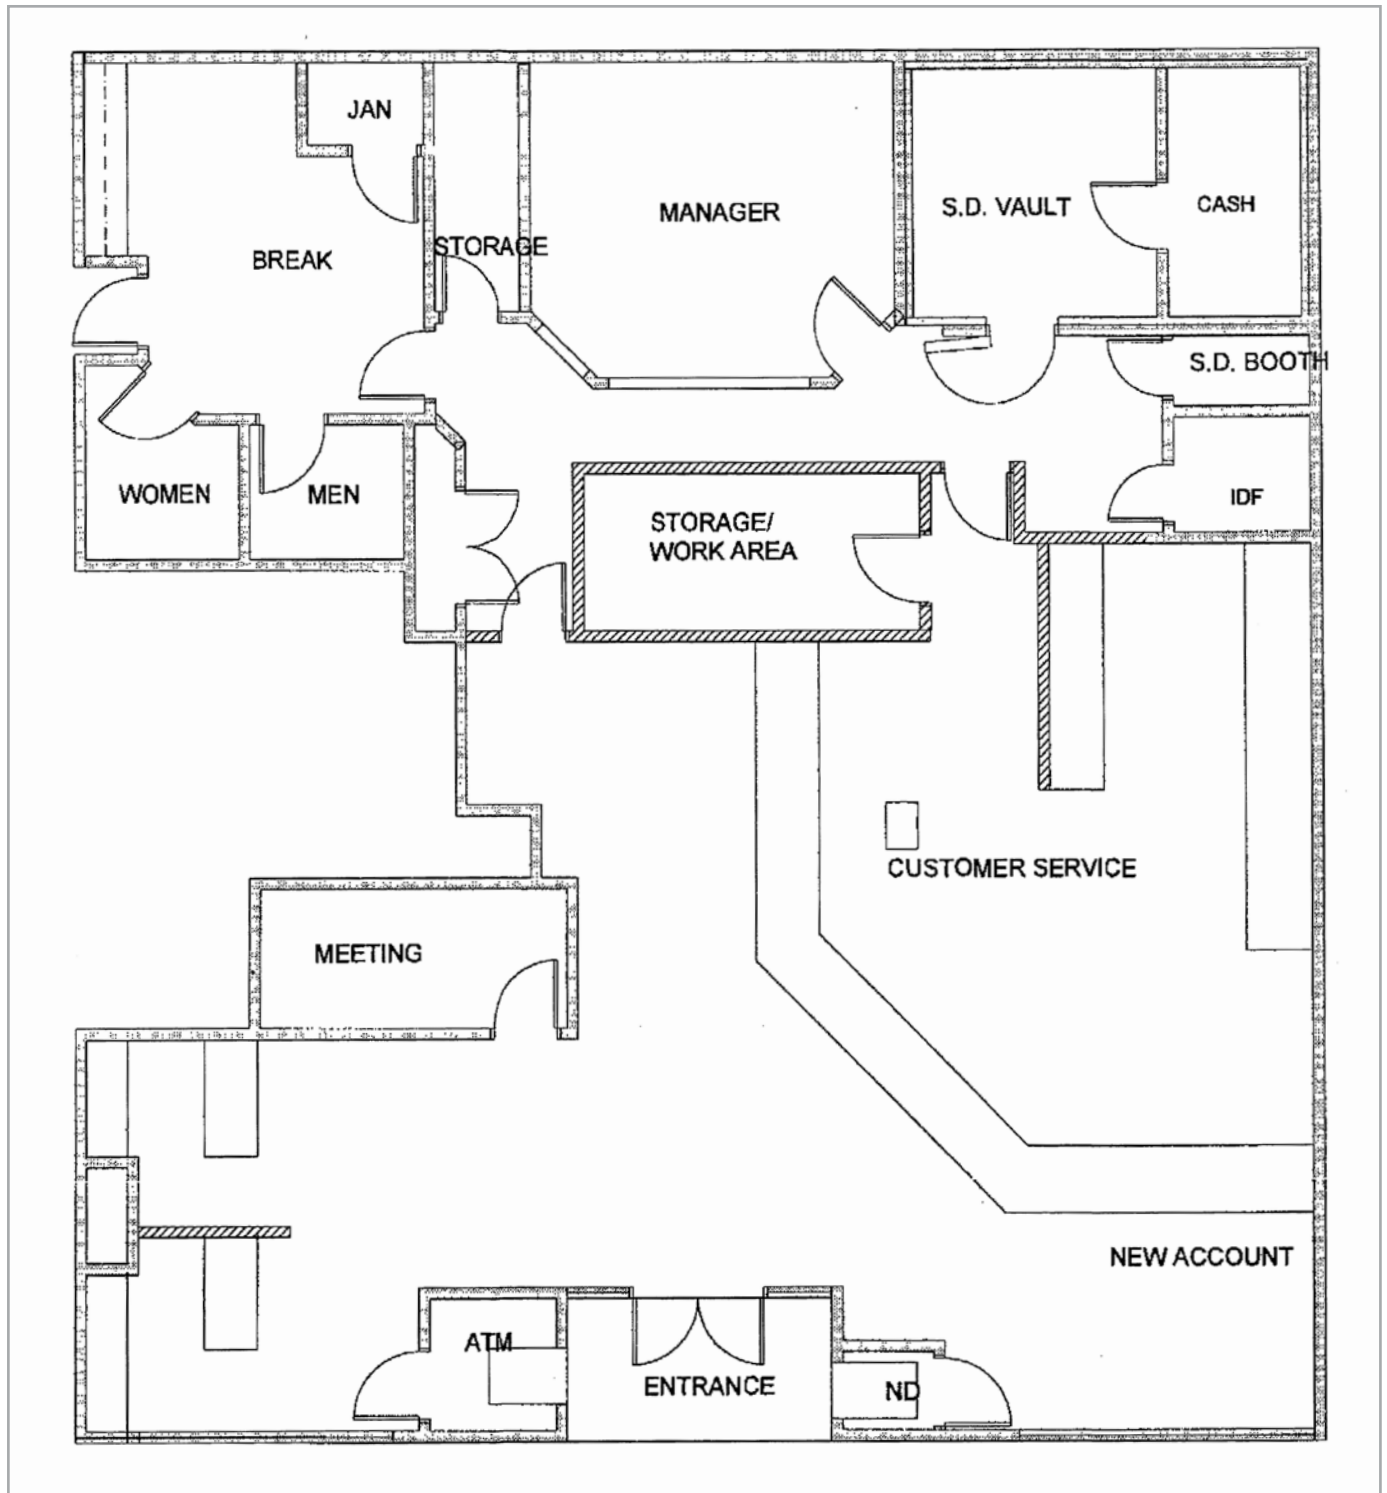 JAN
STORAGE
BREAK
MANAGER
S.D. VAULT
CASH
S.D. BOOTH
WOMEN
MEN
STORAGE/
WORK AREA
IDF
CUSTOMER SERVICE
MEETING
NEW ACCOUNT
ATM
ENTRANCE
ND